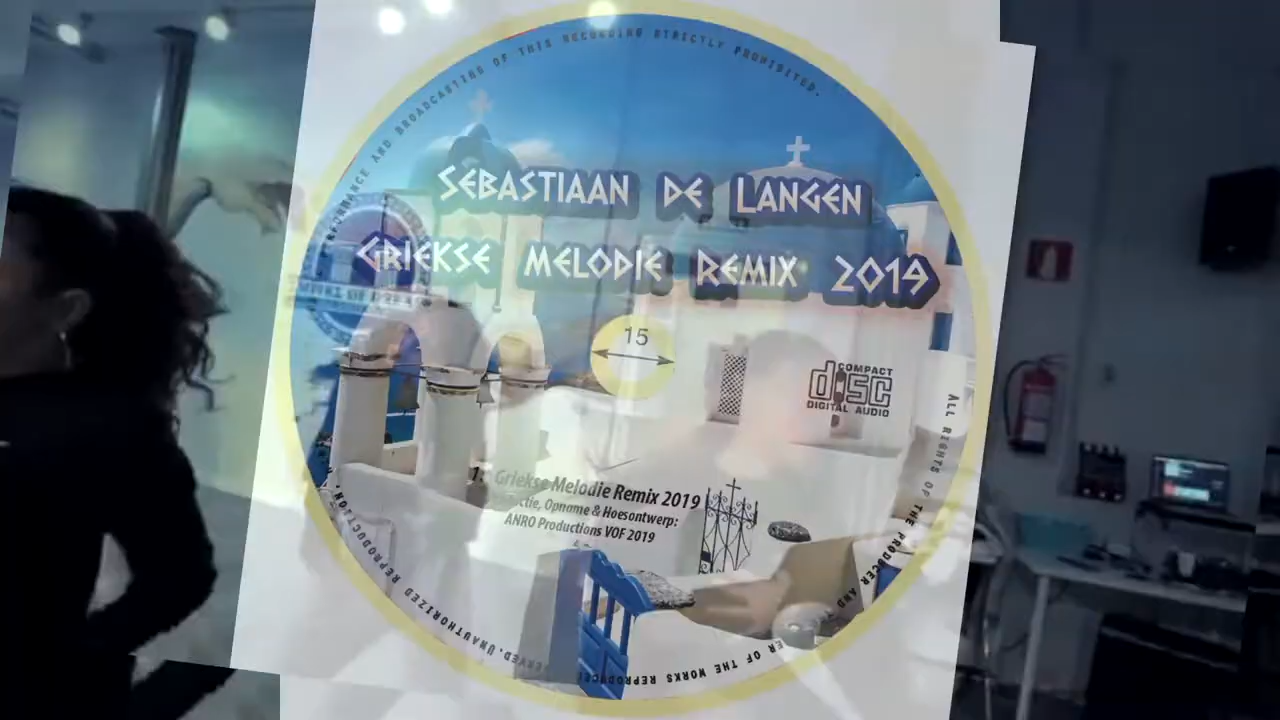 SEBASTIAAN DE LANGEN
GRIEKSE MELODIE REMIX 2019
15
COMPACT
disc
DIGITAL AUDIO
1. Griekse Melodie Remix 2019
Opname & Hoesontwerp:
ANRO Productions VOF 2019
ALL RIGHTS OF THE PRODUCER AND
OF THE WORKS REPRODUCED
UNAUTHORIZED REPRODUCTION,
PERFORMANCE AND BROADCASTING OF THIS RECORDING STRICTLY PROHIBITED.